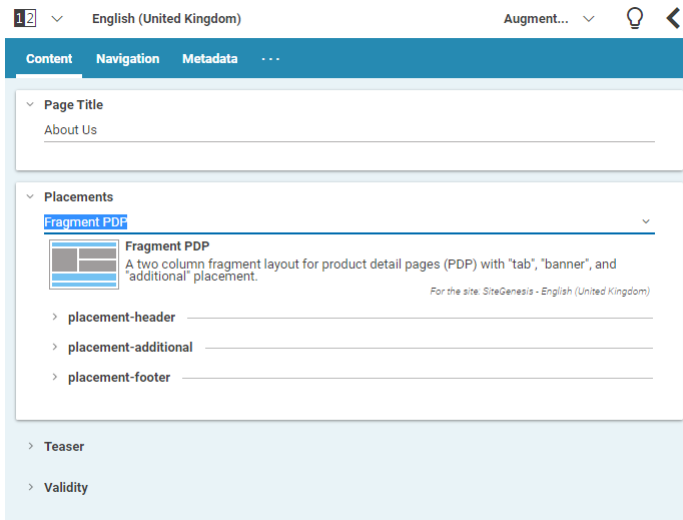 12 English (United Kingdom) Augment...
Content Navigation Metadata ...
Page Title
About Us
Placements
Fragment PDP
Fragment PDP
A two column fragment layout for product detail pages (PDP) with "tab", "banner", and
"additional" placement.
For the site: SiteGenesis - English (United Kingdom)
placement-header
placement-additional
placement-footer
Teaser
Validity